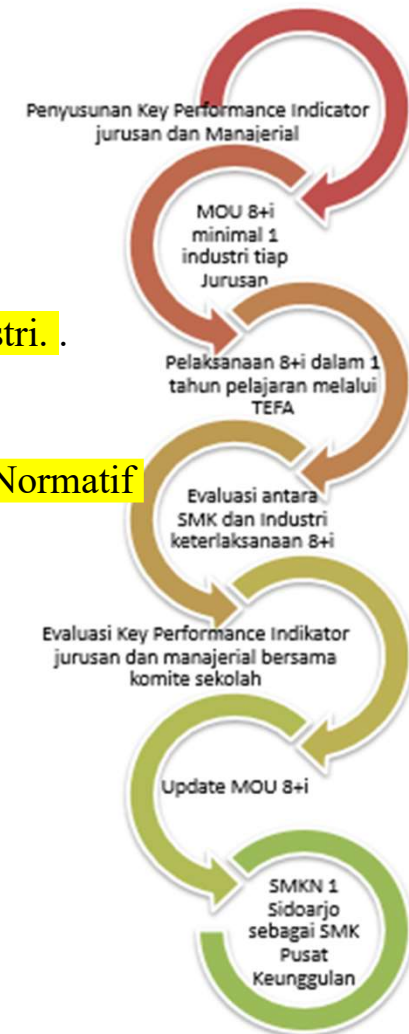 Penyusunan Key Performance Indicator
jurusan dan Manajerial
MOU 8+i
minimal 1
industri tiap
Jurusan
stri. .
Pelaksanaan 8+i dalam 1
tahun pelajaran melalui
TEFA
Normatif
Evaluasi antara
SMK dan Industri
keterlaksanaan 8+i
Evaluasi Key Performance Indikator
jurusan dan manajerial bersama
komite sekolah
Update MOU 8+i
SMKN 1
Sidoarjo
sebagai SMK
Pusat
Keunggulan